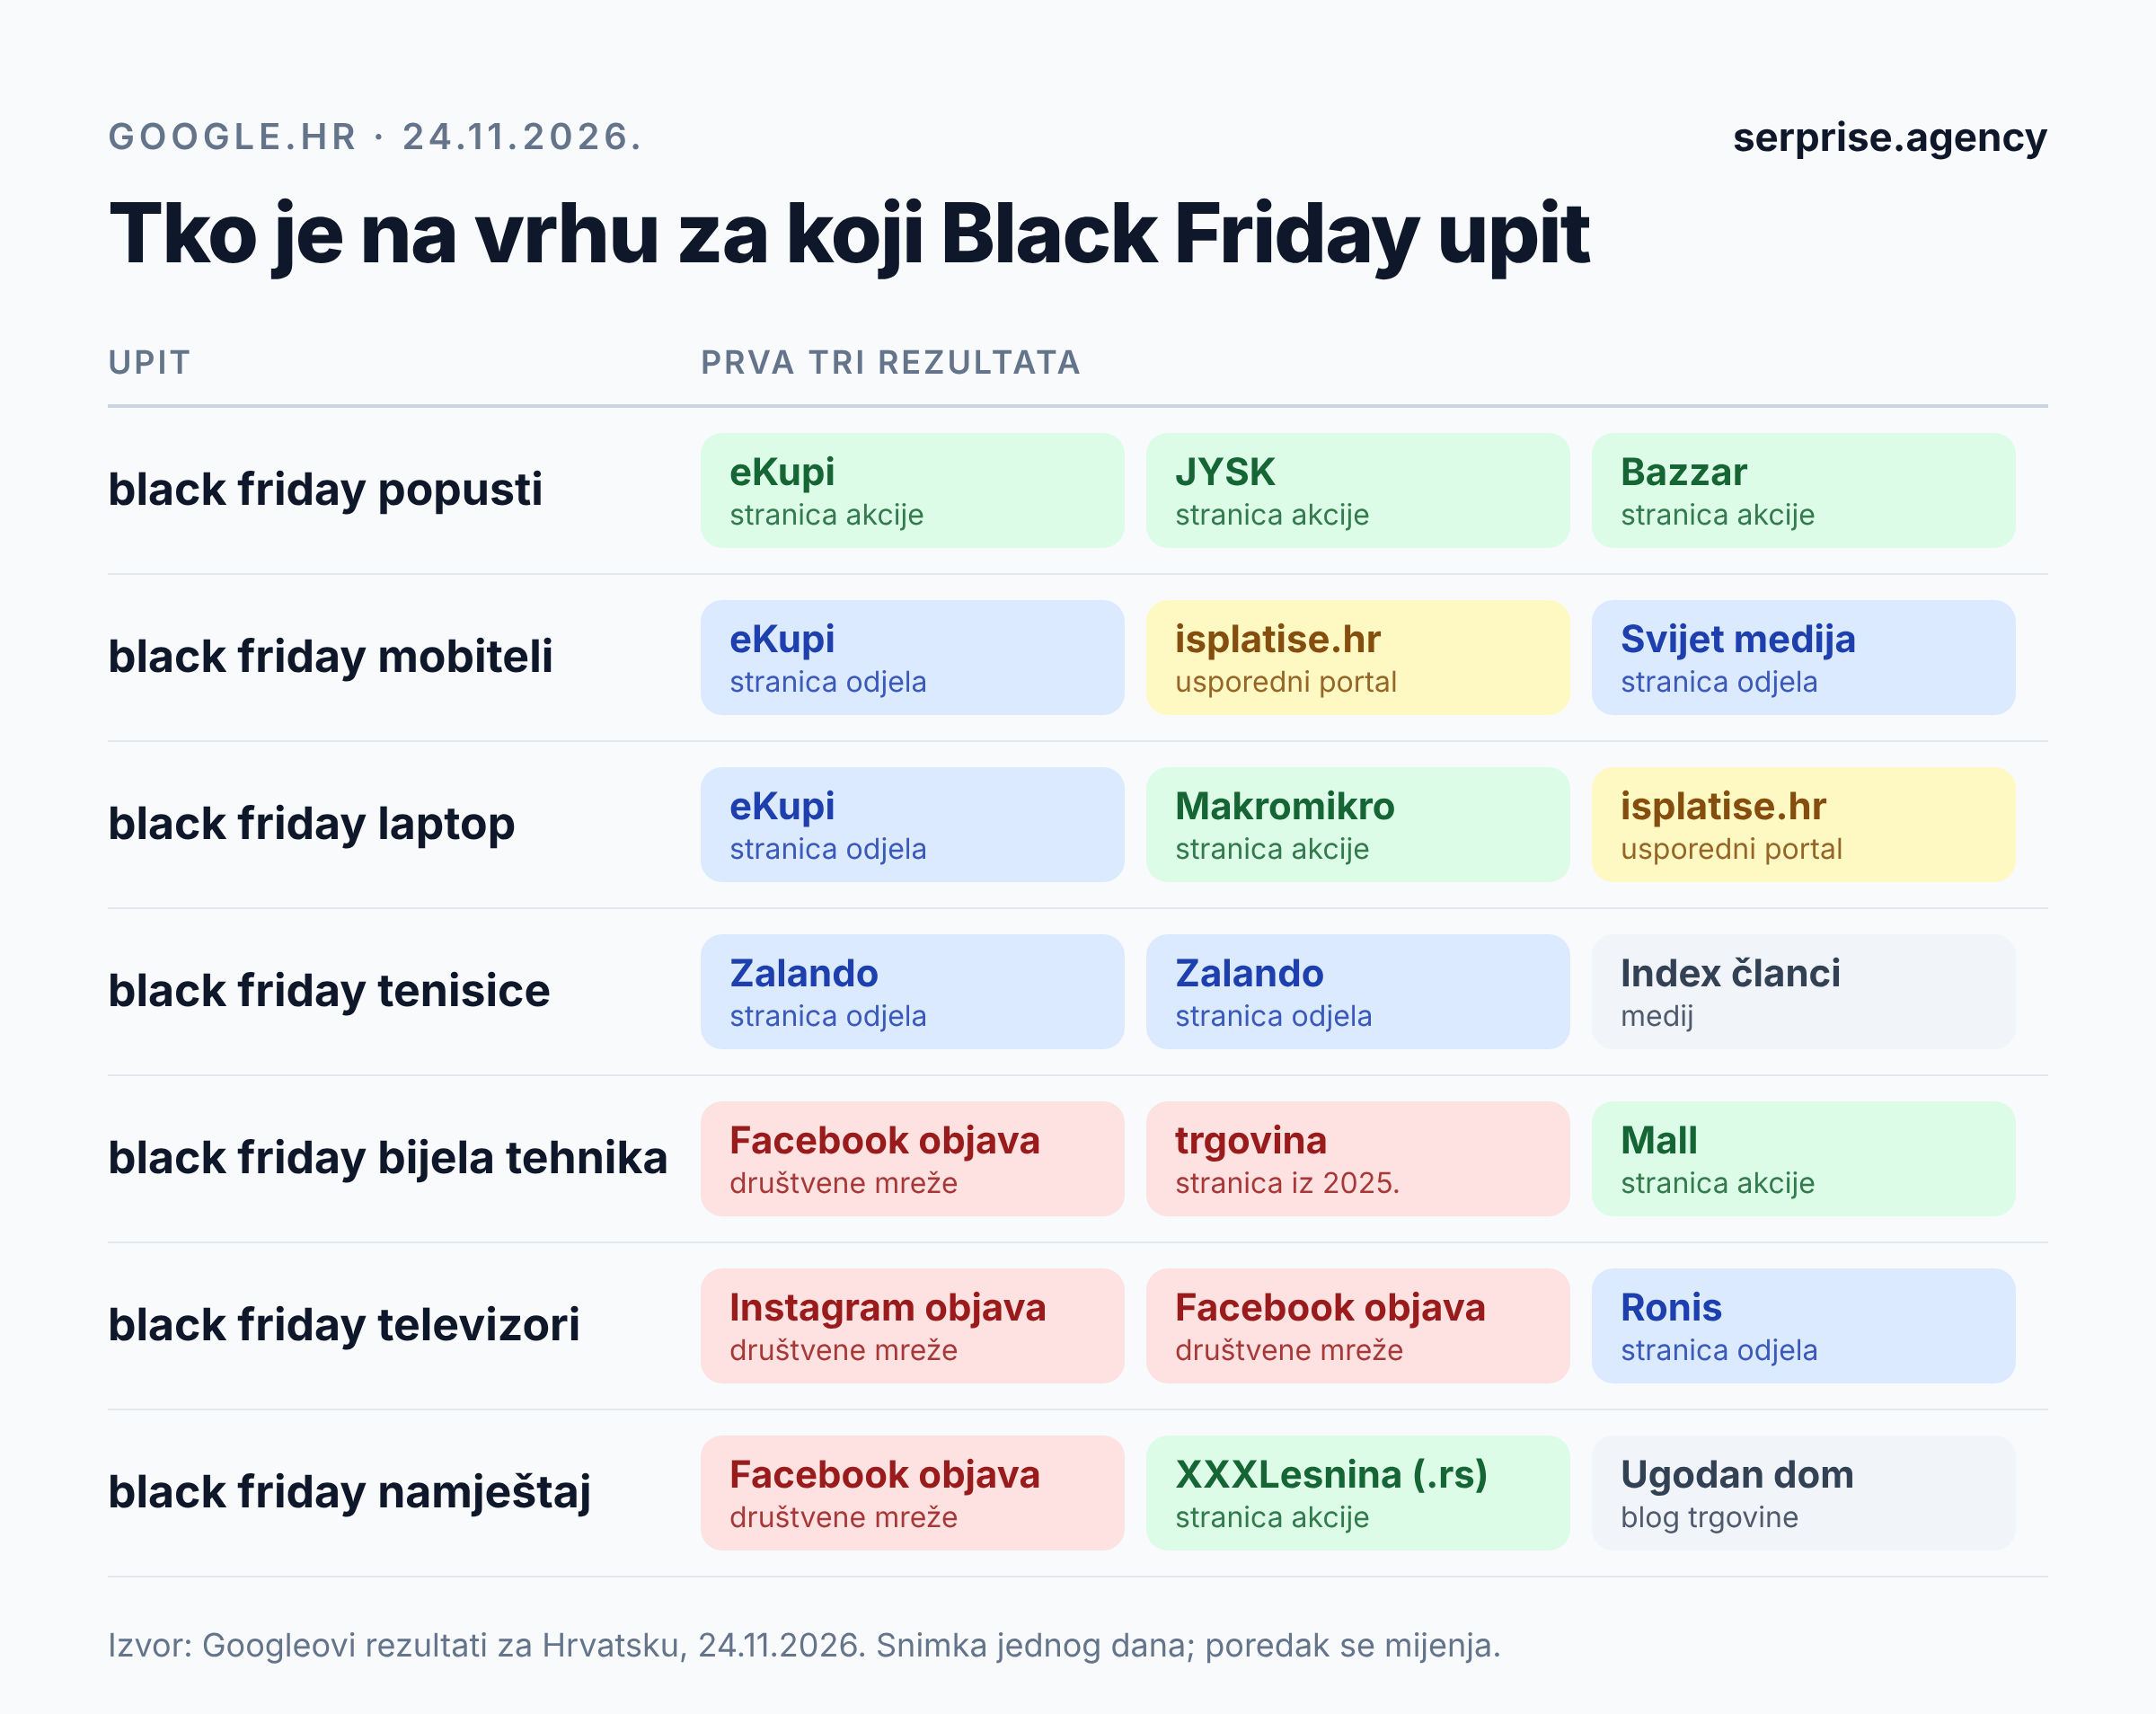 GOOGLE.HR · 24.11.2026.
serprise.agency
Tko je na vrhu za koji Black Friday upit
UPIT
PRVA TRI REZULTATA
black friday popusti
eKupi
stranica akcije
JYSK
stranica akcije
Bazzar
stranica akcije
black friday mobiteli
eKupi
stranica odjela
isplatise.hr
usporedni portal
Svijet medija
stranica odjela
black friday laptop
eKupi
stranica odjela
Makromikro
stranica akcije
isplatise.hr
usporedni portal
black friday tenisice
Zalando
stranica odjela
Zalando
stranica odjela
Index članci
medij
black friday bijela tehnika
Facebook objava
društvene mreže
trgovina
stranica iz 2025.
Mall
stranica akcije
black friday televizori
Instagram objava
društvene mreže
Facebook objava
društvene mreže
Ronis
stranica odjela
black friday namještaj
Facebook objava
društvene mreže
XXXLesnina (.rs)
stranica akcije
Ugodan dom
blog trgovine
Izvor: Googleovi rezultati za Hrvatsku, 24.11.2026. Snimka jednog dana; poredak se mijenja.